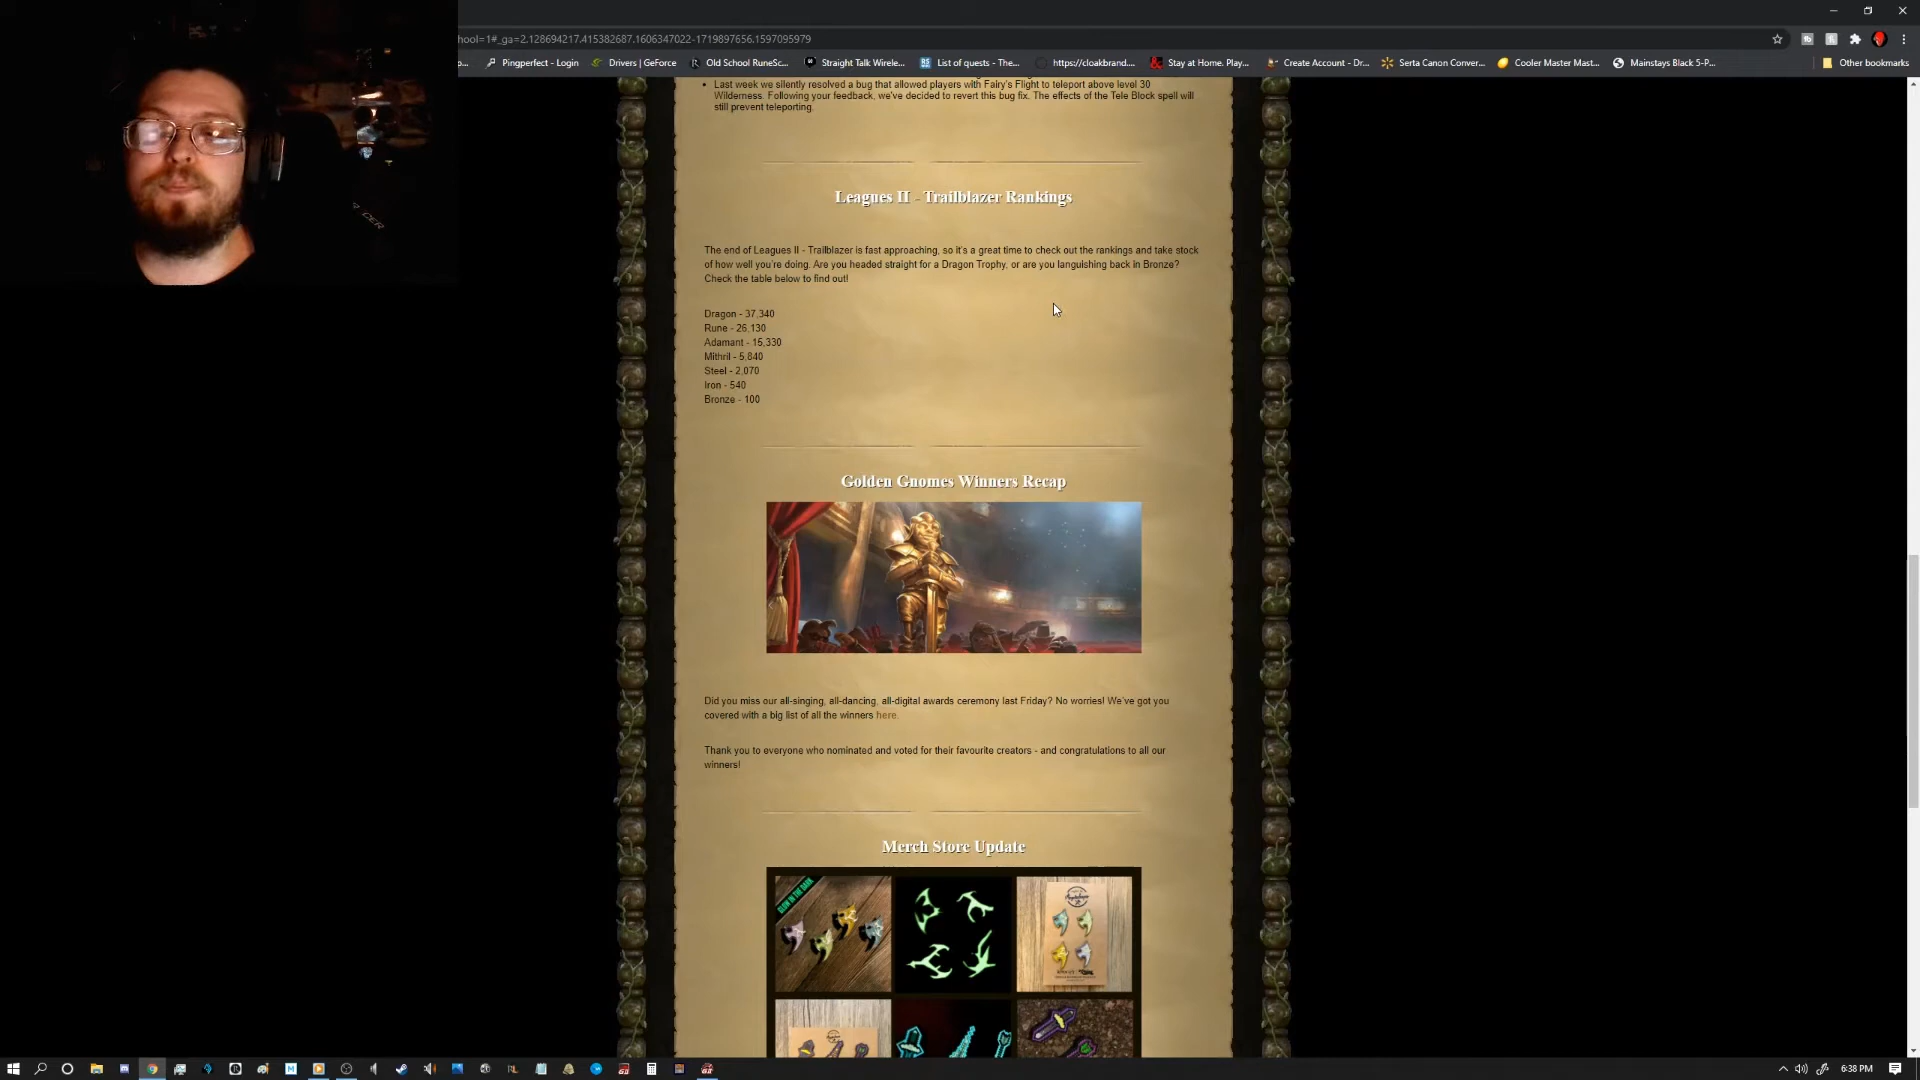 hool=1#_ga=2.128694217.415382687.1606347022-1719897656.1597095979
o...
Pingperfect - Login
Drivers | GeForce
Old School RuneSc...
Straight Talk Wirele...
List of quests - The...
https://cloakbrand....
Stay at Home. Play...
Create Account - Dr...
Serta Canon Conver...
Cooler Master Mast...
Mainstays Black 5-P...
Other bookmarks
• Last week we silently resolved a bug that allowed players with Fairy's Flight to teleport above level 30
Wilderness. Following your feedback, we've decided to revert this bug fix. The effects of the Tele Block spell will
still prevent teleporting.
Leagues II - Trailblazer Rankings
The end of Leagues II - Trailblazer is fast approaching, so it's a great time to check out the rankings and take stock
of how well you're doing. Are you headed straight for a Dragon Trophy, or are you languishing back in Bronze?
Check the table below to find out!
Dragon - 37,340
Rune - 26,130
Adamant - 15,330
Mithril - 5,840
Steel - 2,070
Iron - 540
Bronze - 100
Golden Gnomes Winners Recap
Did you miss our all-singing, all-dancing, all-digital awards ceremony last Friday? No worries! We've got you
covered with a big list of all the winners here.
Thank you to everyone who nominated and voted for their favourite creators - and congratulations to all our
winners!
Merch Store Update
GLOW IN THE DARK
6:38 PM